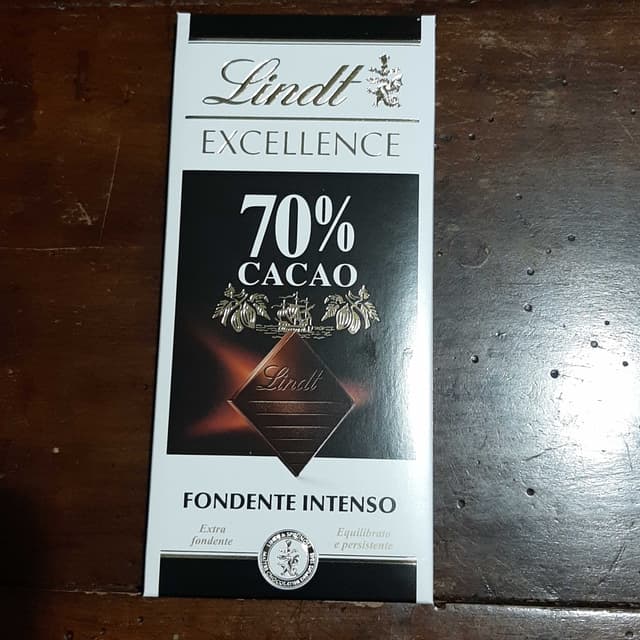 Lindt
EXCELLENCE
70%
CACAO
Lindt
FONDENTE INTENSO
Extra
fondente
Equilibrato
e persistente